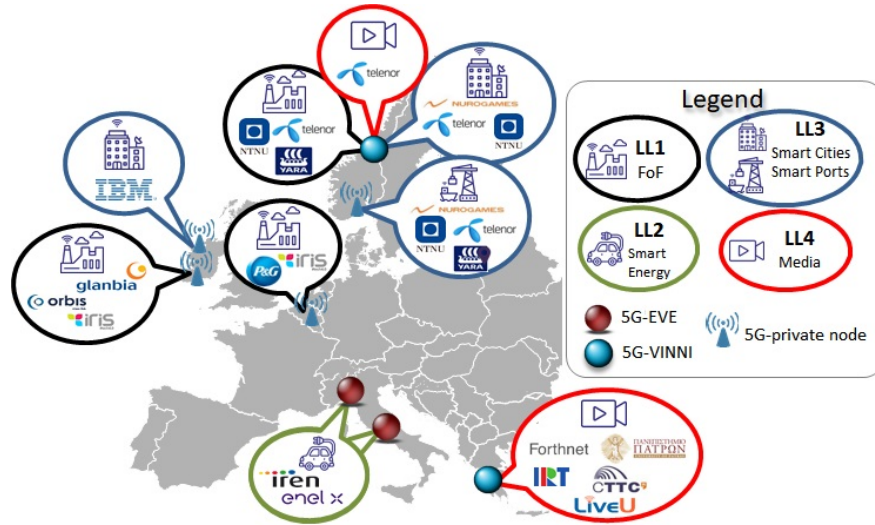 telenor
NTNU
telenor
YARA
NUROGAMES
telenor
NTNU
IBM
NUROGAMES
NTNU
telenor
YARA
glanbia
orbis
iris
P&G
iris
iren
enel x
Forthnet
ΠΑΝΕΠΙΣΤΗΜΙΟ
ΠΑΤΡΩΝ
IRT
CTTC
LiveU
Legend
LL1
FoF
LL3
Smart Cities
Smart Ports
LL2
Smart
Energy
LL4
Media
5G-EVE
5G-VINNI
5G-private node